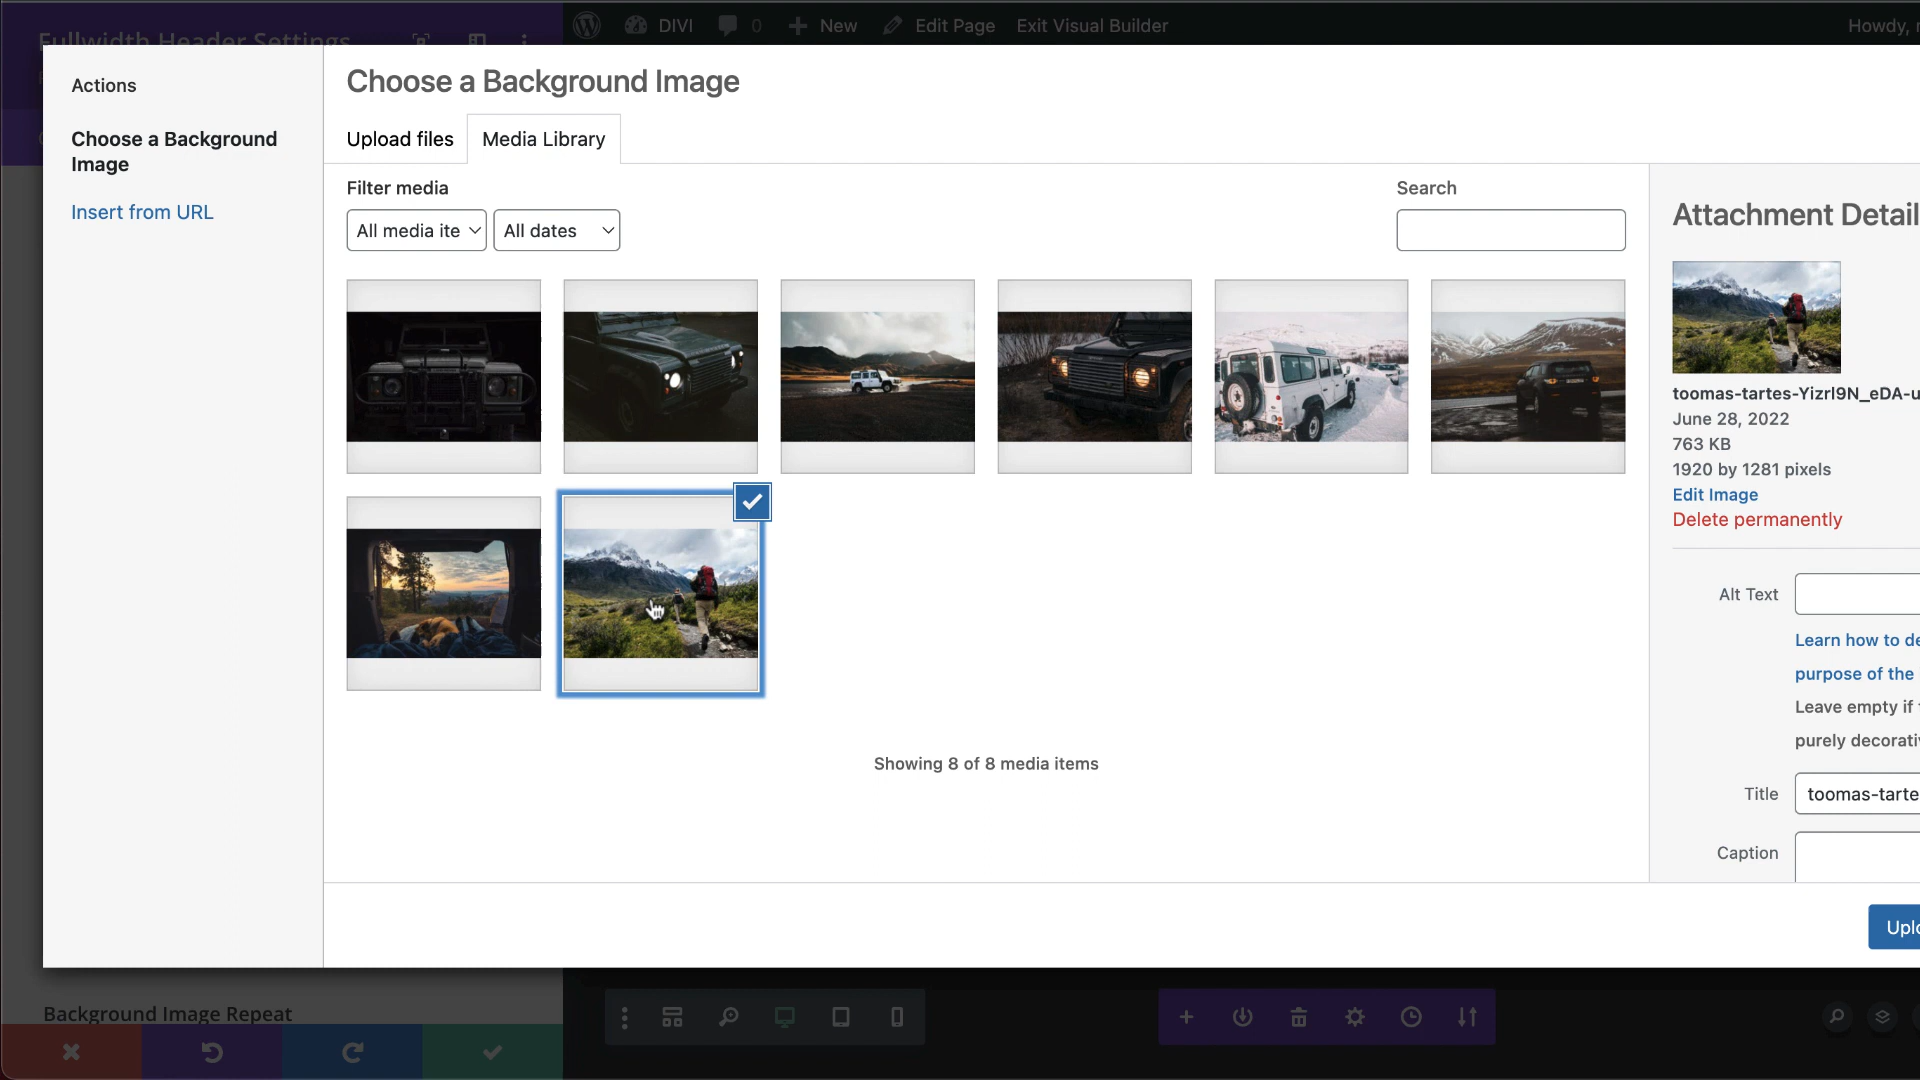 Fullwidth Header Settings
DIVI
0
New
Edit Page
Exit Visual Builder
Howdy,
Actions
Choose a Background
Image
Insert from URL
Choose a Background Image
Upload files
Media Library
Filter media
All media ite
All dates
Search
Showing 8 of 8 media items
Attachment Detail
toomas-tartes-YizrI9N_eDA-u
June 28, 2022
763 KB
1920 by 1281 pixels
Edit Image
Delete permanently
Alt Text
Learn how to de
purpose of the
Leave empty if
purely decorati
Title
toomas-tarte
Caption
Uplo
Background Image Repeat